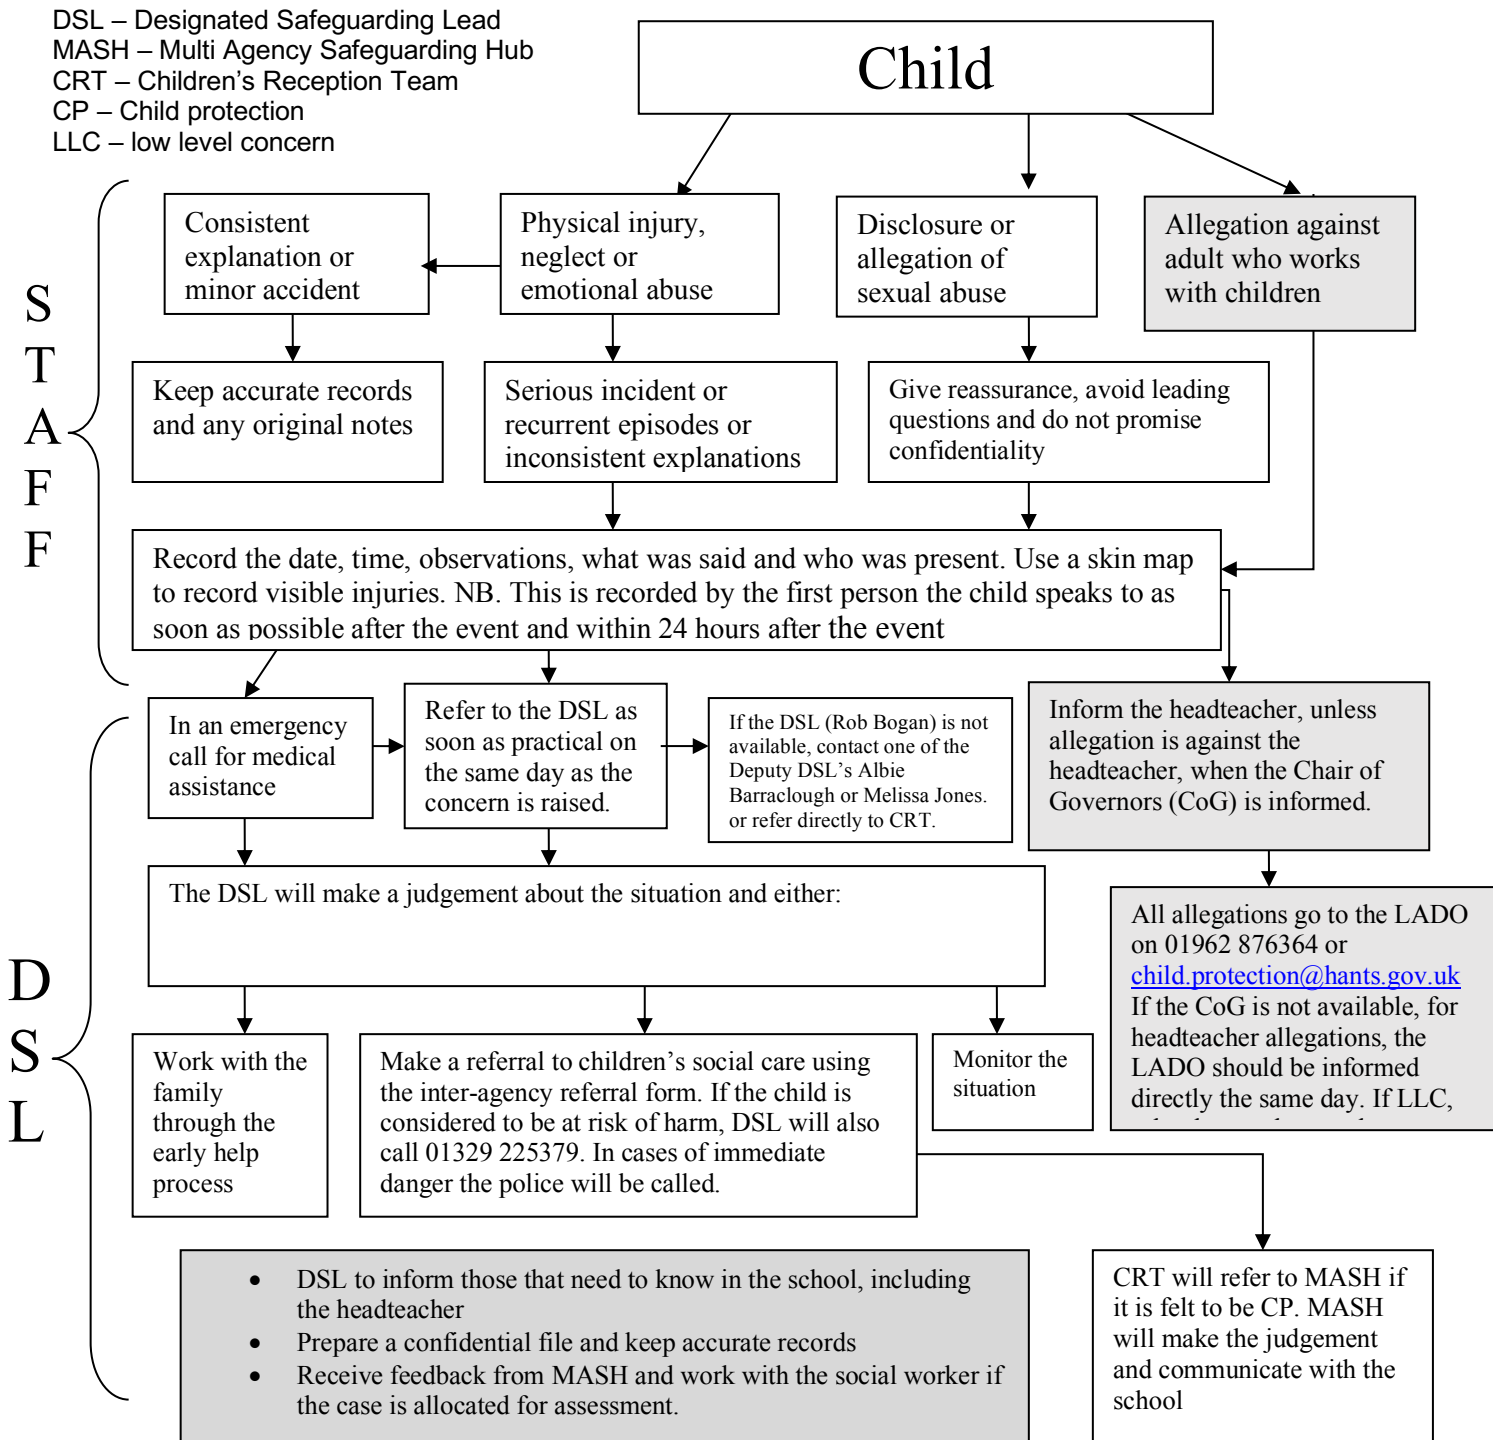 DSL – Designated Safeguarding Lead
MASH – Multi Agency Safeguarding Hub
CRT – Children's Reception Team
CP – Child protection
LLC – low level concern
Child
S
T
A
F
F
Consistent
explanation or
minor accident
Physical injury,
neglect or
emotional abuse
Disclosure or
allegation of
sexual abuse
Allegation against
adult who works
with children
Keep accurate records
and any original notes
Serious incident or
recurrent episodes or
inconsistent explanations
Give reassurance, avoid leading
questions and do not promise
confidentiality
Record the date, time, observations, what was said and who was present. Use a skin map
to record visible injuries. NB. This is recorded by the first person the child speaks to as
soon as possible after the event and within 24 hours after the event
D
S
L
In an emergency
call for medical
assistance
Refer to the DSL as
soon as practical on
the same day as the
concern is raised.
If the DSL (Rob Bogan) is not
available, contact one of the
Deputy DSL's Albie
Barraclough or Melissa Jones.
or refer directly to CRT.
Inform the headteacher, unless
allegation is against the
headteacher, when the Chair of
Governors (CoG) is informed.
The DSL will make a judgement about the situation and either:
All allegations go to the LADO
on 01962 876364 or
child.protection@hants.gov.uk
If the CoG is not available, for
headteacher allegations, the
LADO should be informed
directly the same day. If LLC,
Work with the
family
through the
early help
process
Make a referral to children's social care using
the inter-agency referral form. If the child is
considered to be at risk of harm, DSL will also
call 01329 225379. In cases of immediate
danger the police will be called.
Monitor the
situation
• DSL to inform those that need to know in the school, including
the headteacher
• Prepare a confidential file and keep accurate records
• Receive feedback from MASH and work with the social worker if
the case is allocated for assessment.
CRT will refer to MASH if
it is felt to be CP. MASH
will make the judgement
and communicate with the
school